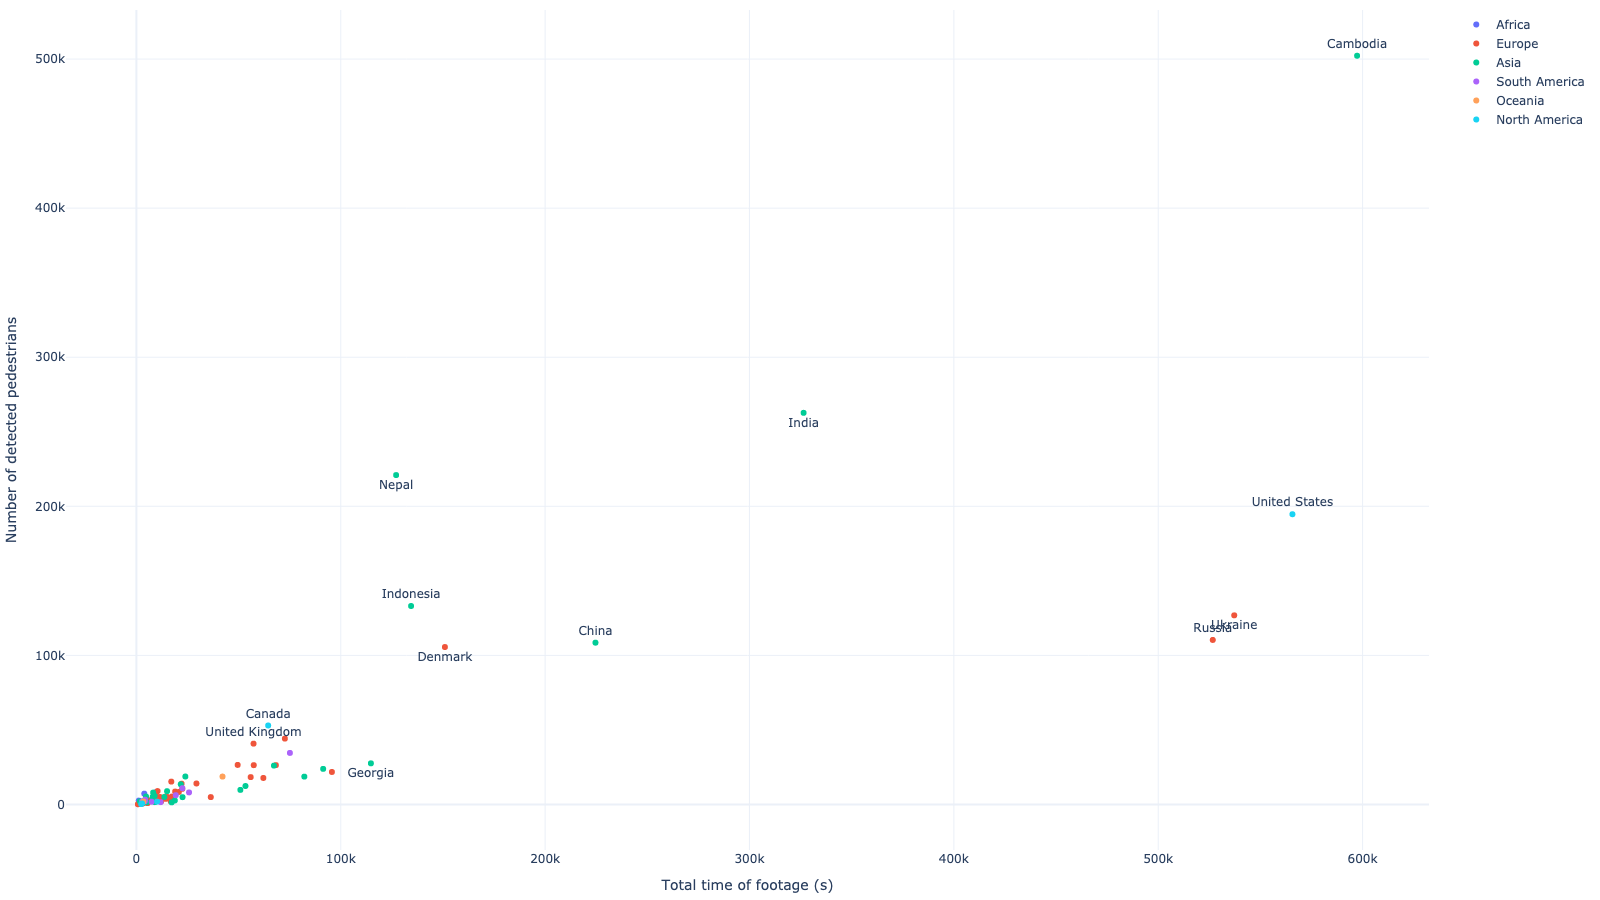 Africa
Europe
Asia
South America
Oceania
North America
Number of detected pedestrians
500k
400k
300k
200k
100k
0
Cambodia
India
Nepal
United States
Indonesia
China
Denmark
Ukraine
Russia
Canada
United Kingdom
Georgia
0
100k
200k
300k
400k
500k
600k
Total time of footage (s)